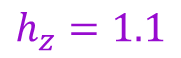 h_z = 1.1